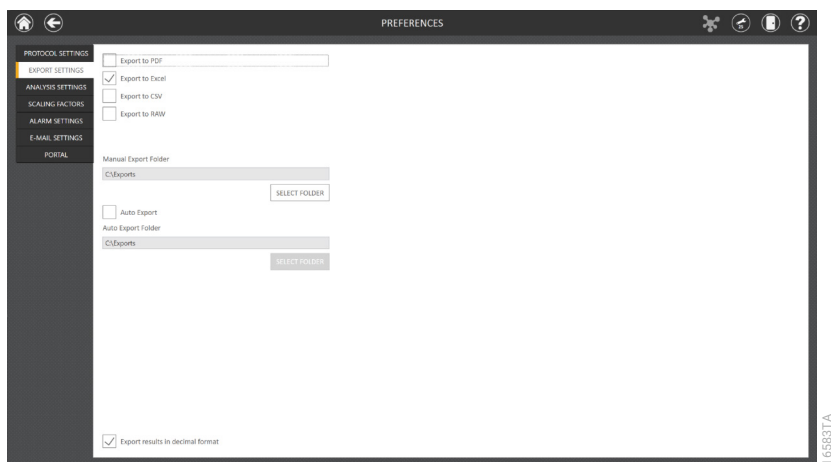 PREFERENCES
?
PROTOCOL SETTINGS
EXPORT SETTINGS
ANALYSIS SETTINGS
SCALING FACTORS
ALARM SETTINGS
E-MAIL SETTINGS
PORTAL
Export to PDF
Export to Excel
Export to CSV
Export to RAW
Manual Export Folder
C:\Exports
SELECT FOLDER
Auto Export
Auto Export Folder
C:\Exports
SELECT FOLDER
Export results in decimal format
16583TA